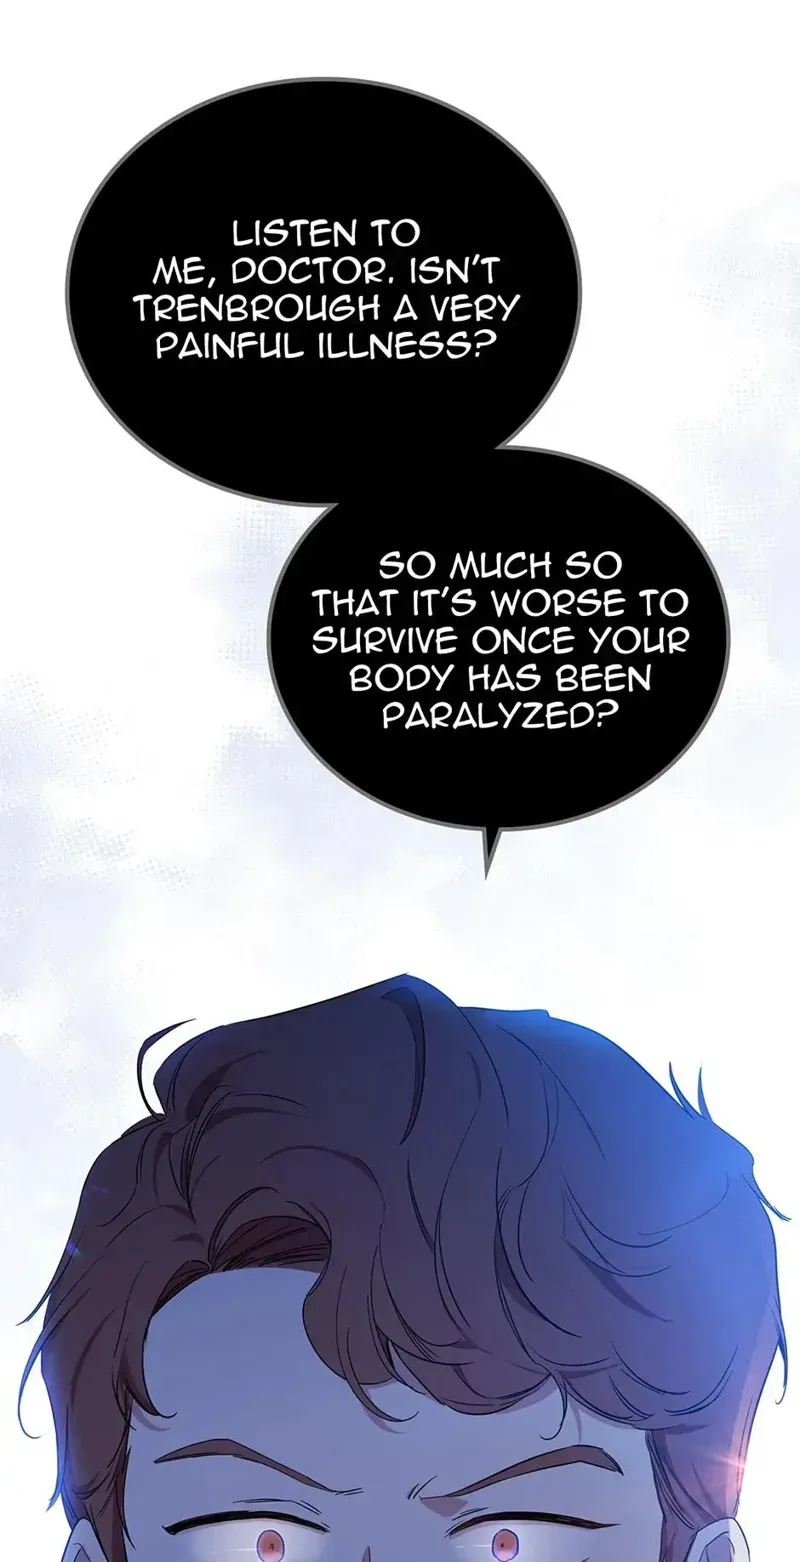 LISTEN TO
ME, DOCTOR. ISN'T
TRENBROUGH A VERY
PAINFUL ILLNESS?
SO MUCH SO
THAT IT'S WORSE TO
SURVIVE ONCE YOUR
BODY HAS BEEN
PARALYZED?